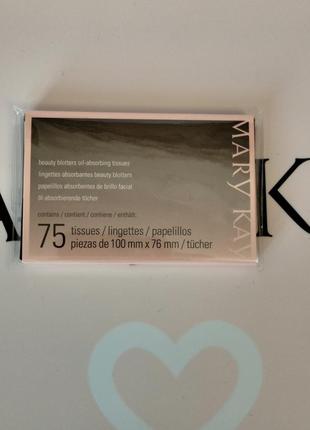 beauty blotters oil-absorbing tissues
lingettes absorbantes beauty blotters
papelillos absorbentes de brillo facial
öl absorbierende tücher
contains / contient / contiene / enthält:
75 tissues / lingettes / papelillos
piezas de 100 mm x 76 mm / tücher
MARY KAY